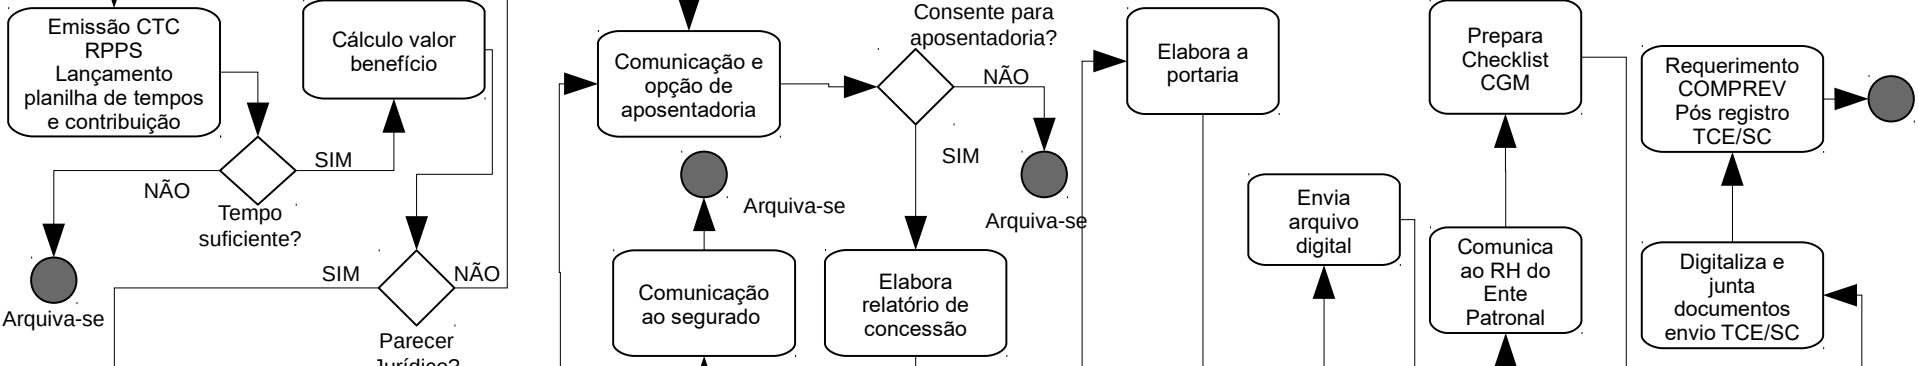 Emissão CTC
RPPS
Lançamento
planilha de tempos
e contribuição
Cálculo valor
benefício
SIM
NÃO
Tempo
suficiente?
Arquiva-se
SIM
NÃO
Parecer
Jurídico?
Consente para
aposentadoria?
Comunicação e
opção de
aposentadoria
NÃO
SIM
Arquiva-se
Arquiva-se
Comunicação
ao segurado
Elabora
relatório de
concessão
Elabora a
portaria
Envia
arquivo
digital
Prepara
Checklist
CGM
Comunica
ao RH do
Ente
Patronal
Requerimento
COMPREV
Pós registro
TCE/SC
Digitaliza e
junta
documentos
envio TCE/SC